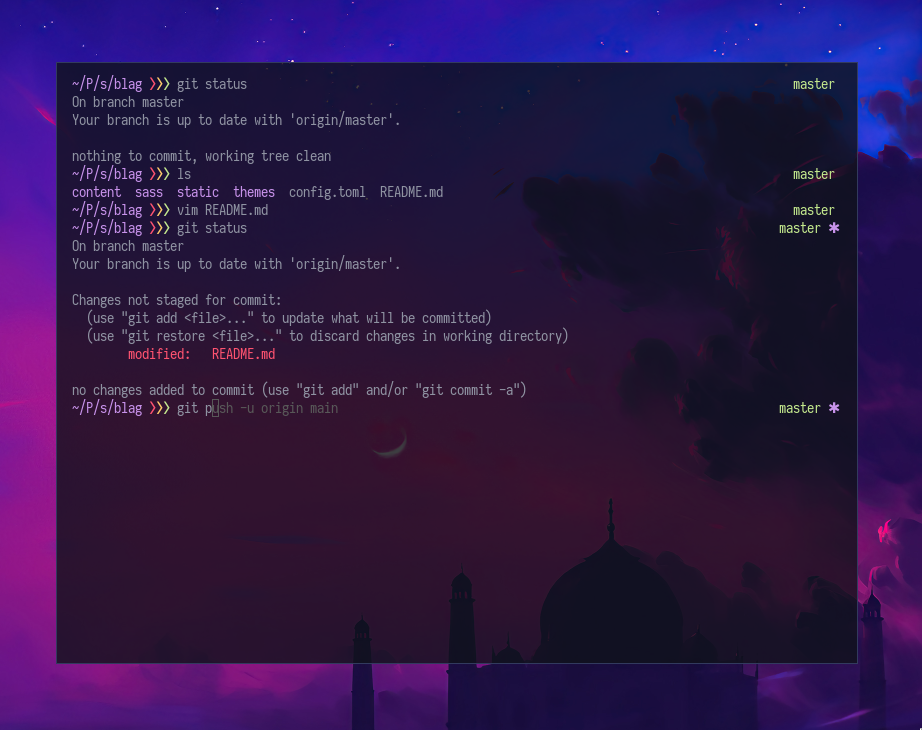 ~/P/s/blag ❯❯❯ git status master
On branch master
Your branch is up to date with 'origin/master'.
nothing to commit, working tree clean
~/P/s/blag ❯❯❯ ls master
content sass static themes config.toml README.md
~/P/s/blag ❯❯❯ vim README.md master
~/P/s/blag ❯❯❯ git status master ✱
On branch master
Your branch is up to date with 'origin/master'.
Changes not staged for commit:
(use "git add <file>..." to update what will be committed)
(use "git restore <file>..." to discard changes in working directory)
modified: README.md
no changes added to commit (use "git add" and/or "git commit -a")
~/P/s/blag ❯❯❯ git push -u origin main master ✱